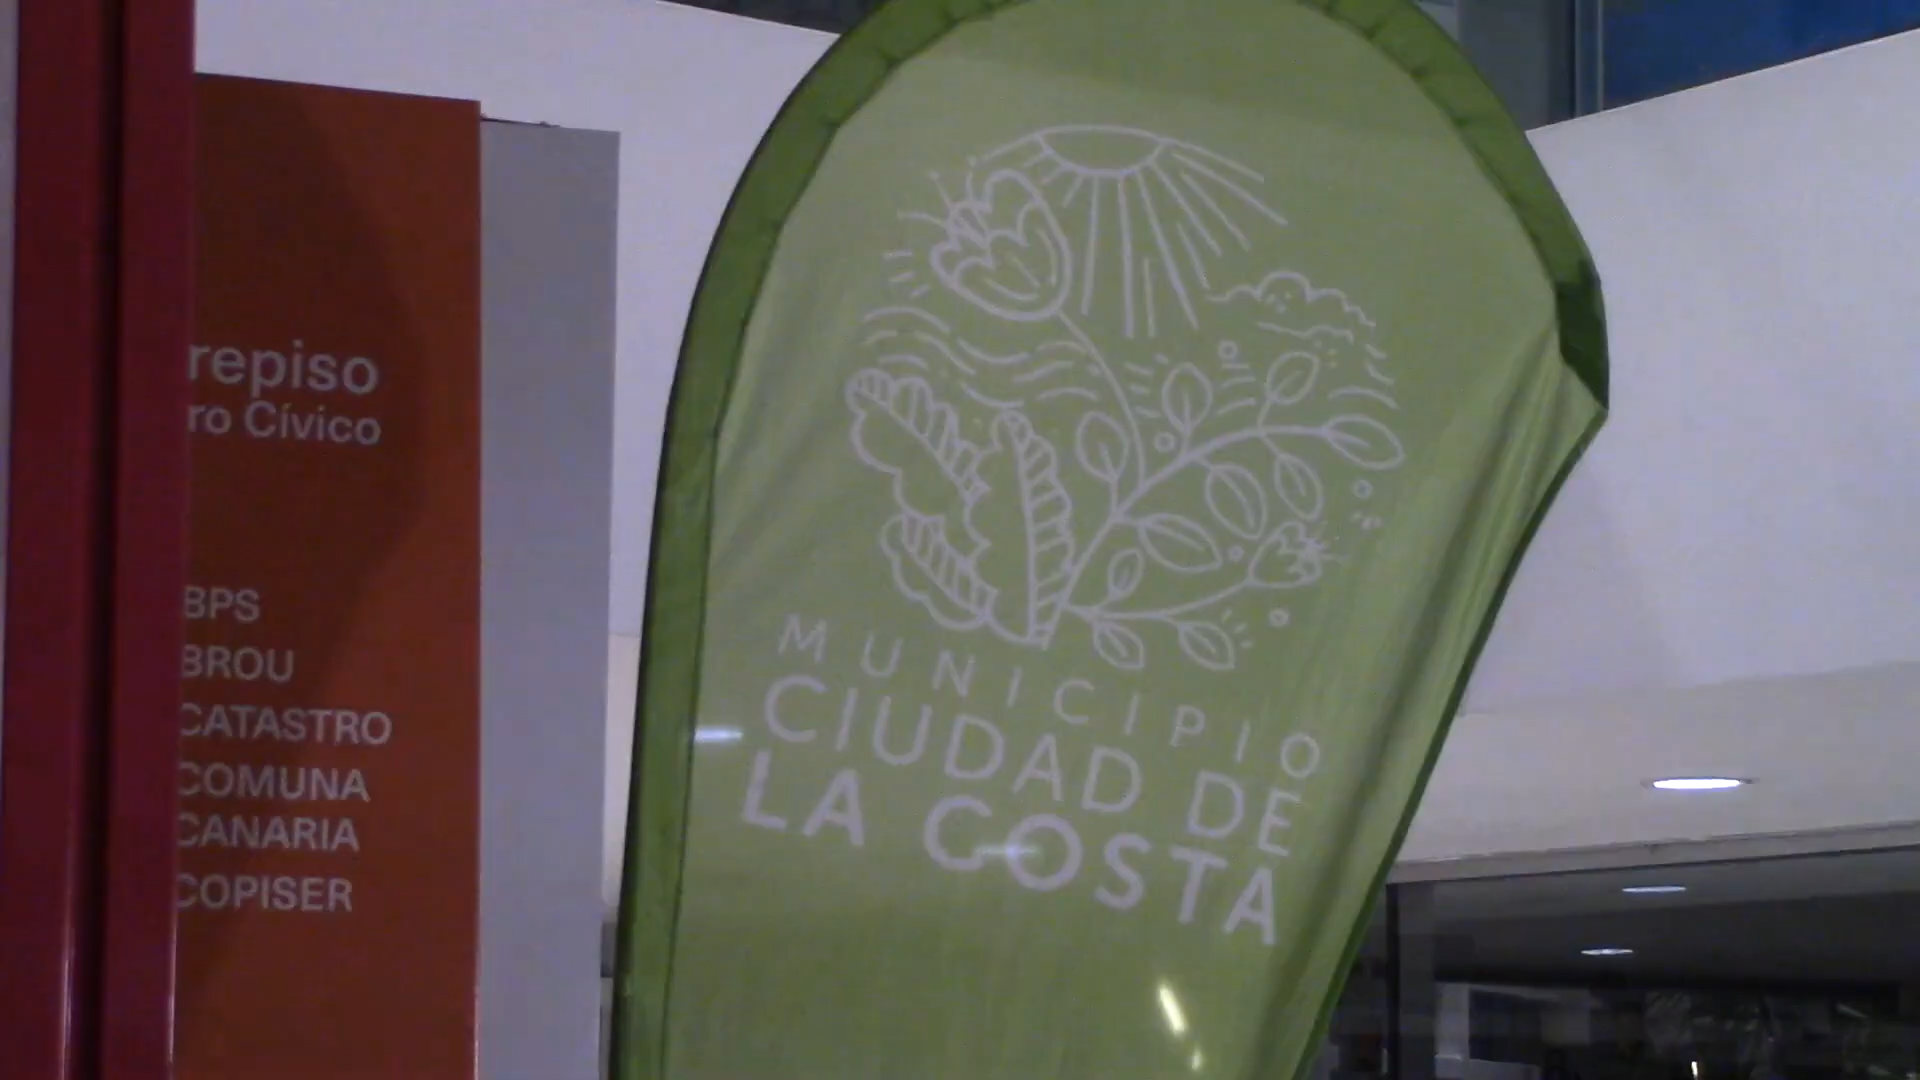 repiso
ro Cívico
BPS
BROU
CATASTRO
COMUNA
CANARIA
COPISER
MUNICIPIO
CIUDAD DE
LA COSTA